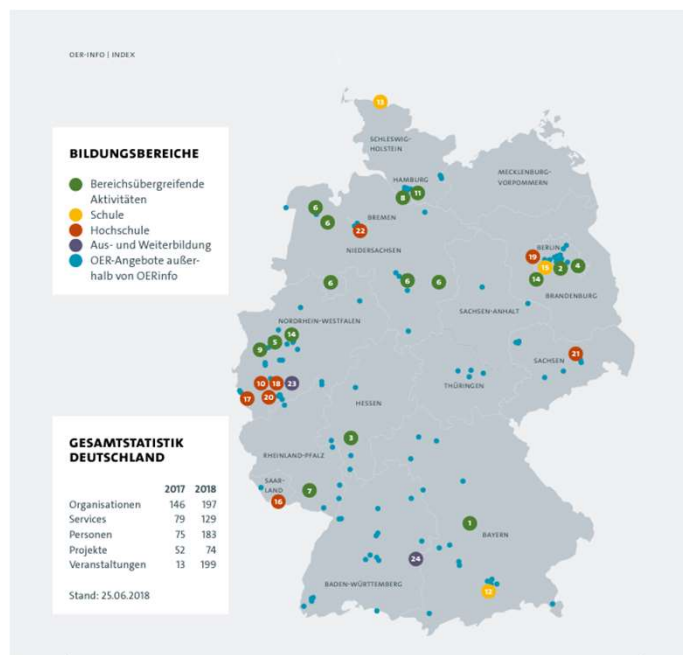 OER-INFO | INDEX
BILDUNGSBEREICHE
Bereichsübergreifende
Aktivitäten
Schule
Hochschule
Aus- und Weiterbildung
OER-Angebote außer-
halb von OERinfo
13
SCHLESWIG-
HOLSTEIN
MECKLENBURG-
VORPOMMERN
HAMBURG
8
11
6
6
BREMEN
22
NIEDERSACHSEN
BERLIN
19
15
2
4
14
BRANDENBURG
6
6
6
SACHSEN-ANHALT
NORDRHEIN-WESTFALEN
14
5
9
21
SACHSEN
10
18
23
17
20
THÜRINGEN
HESSEN
3
RHEINLAND-PFALZ
SAAR-
LAND
7
16
1
BAYERN
24
BADEN-WÜRTTEMBERG
12
GESAMTSTATISTIK
DEUTSCHLAND
2017 2018
Organisationen 146 197
Services 79 129
Personen 75 183
Projekte 52 74
Veranstaltungen 13 199
Stand: 25.06.2018